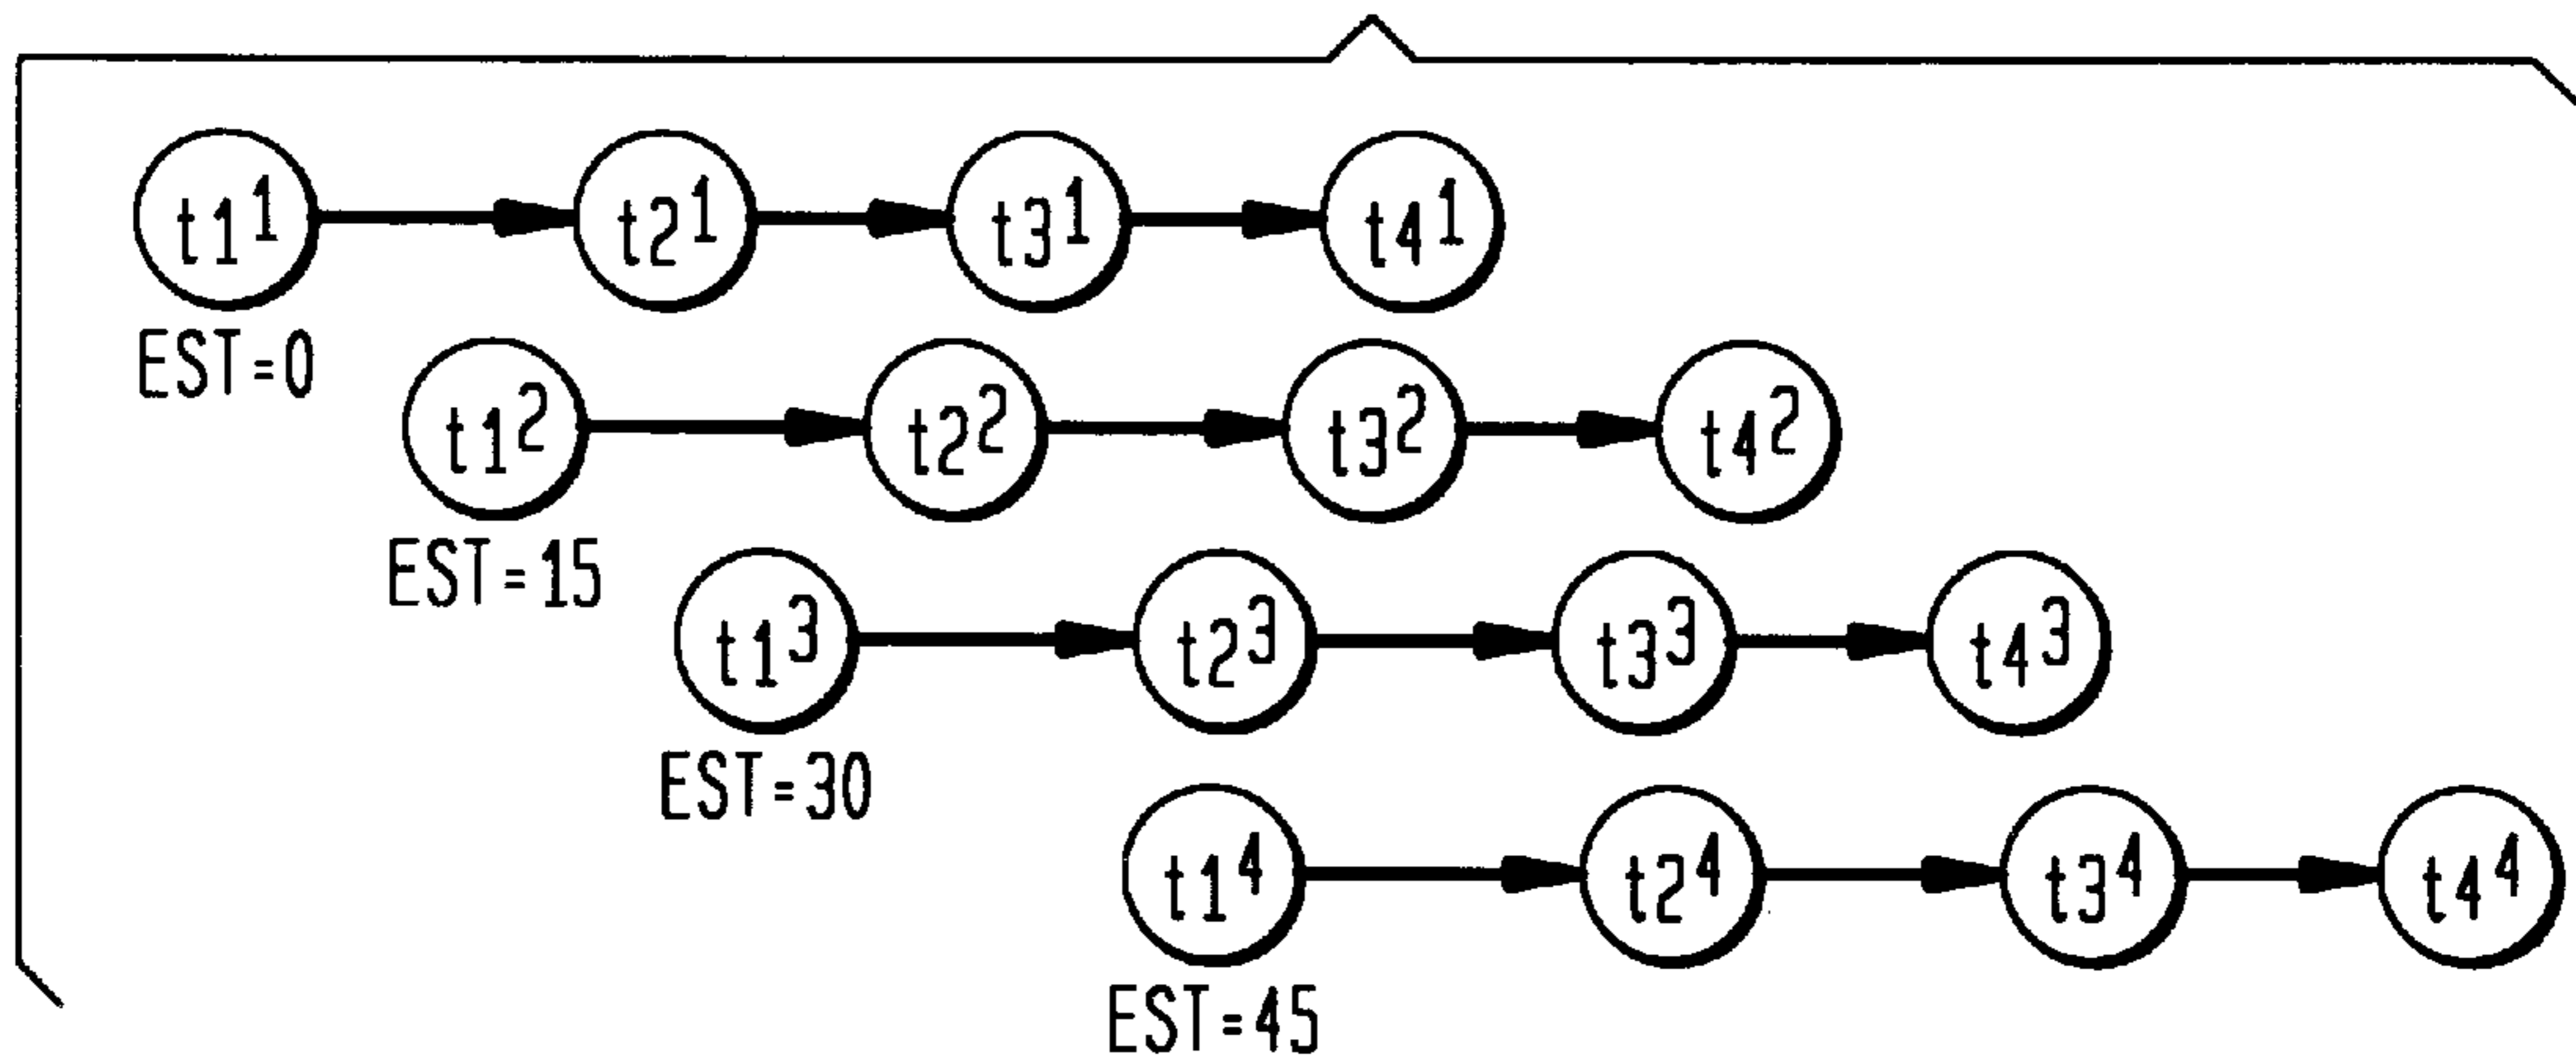 t1¹ t2¹ t3¹ t4¹
EST=0
t1² t2² t3² t4²
EST=15
t1³ t2³ t3³ t4³
EST=30
t1⁴ t2⁴ t3⁴ t4⁴
EST=45